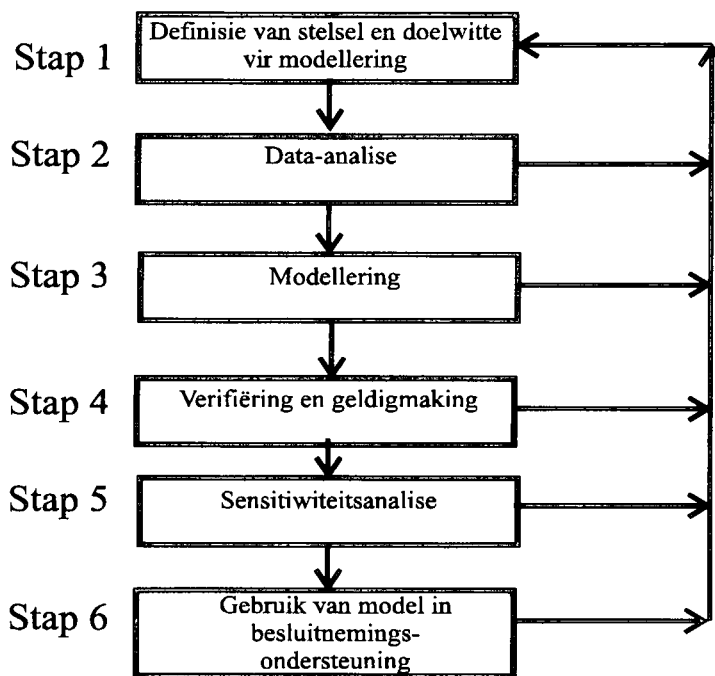 Stap 1
Definisie van stelsel en doelwitte
vir modellering
Stap 2
Data-analise
Stap 3
Modellering
Stap 4
Verifiëring en geldigmaking
Stap 5
Sensitiwiteitsanalise
Stap 6
Gebruik van model in
besluitnemings-
ondersteuning